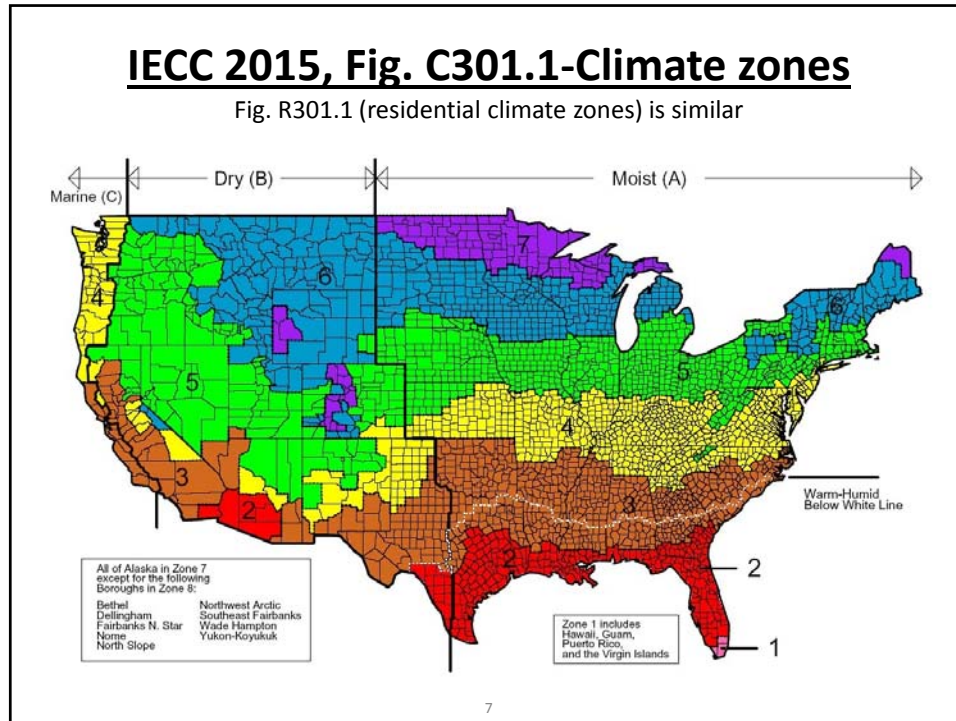 IECC 2015, Fig. C301.1-Climate zones
Fig. R301.1 (residential climate zones) is similar
Marine (C)
Dry (B)
Moist (A)
7
6
6
4
5
5
4
3
3
2
2
Warm-Humid
Below White Line
2
1
All of Alaska in Zone 7
except for the following
Boroughs in Zone 8:
Bethel
Dellingham
Fairbanks N. Star
Nome
North Slope
Northwest Arctic
Southeast Fairbanks
Wade Hampton
Yukon-Koyukuk
Zone 1 includes
Hawaii, Guam,
Puerto Rico,
and the Virgin Islands
7